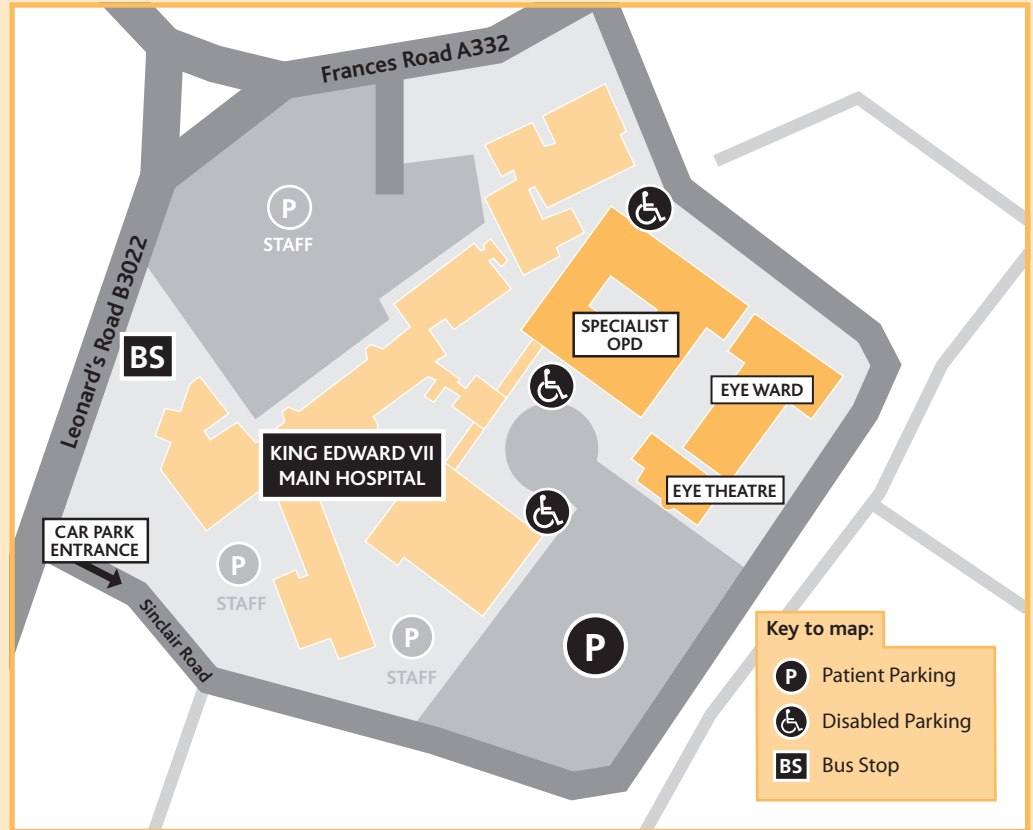 Frances Road A332
P
STAFF
Leonard's Road B3022
BS
SPECIALIST
OPD
EYE WARD
KING EDWARD VII
MAIN HOSPITAL
EYE THEATRE
CAR PARK
ENTRANCE
P
STAFF
Sinclair Road
P
STAFF
P
Key to map:
P Patient Parking
Disabled Parking
BS Bus Stop